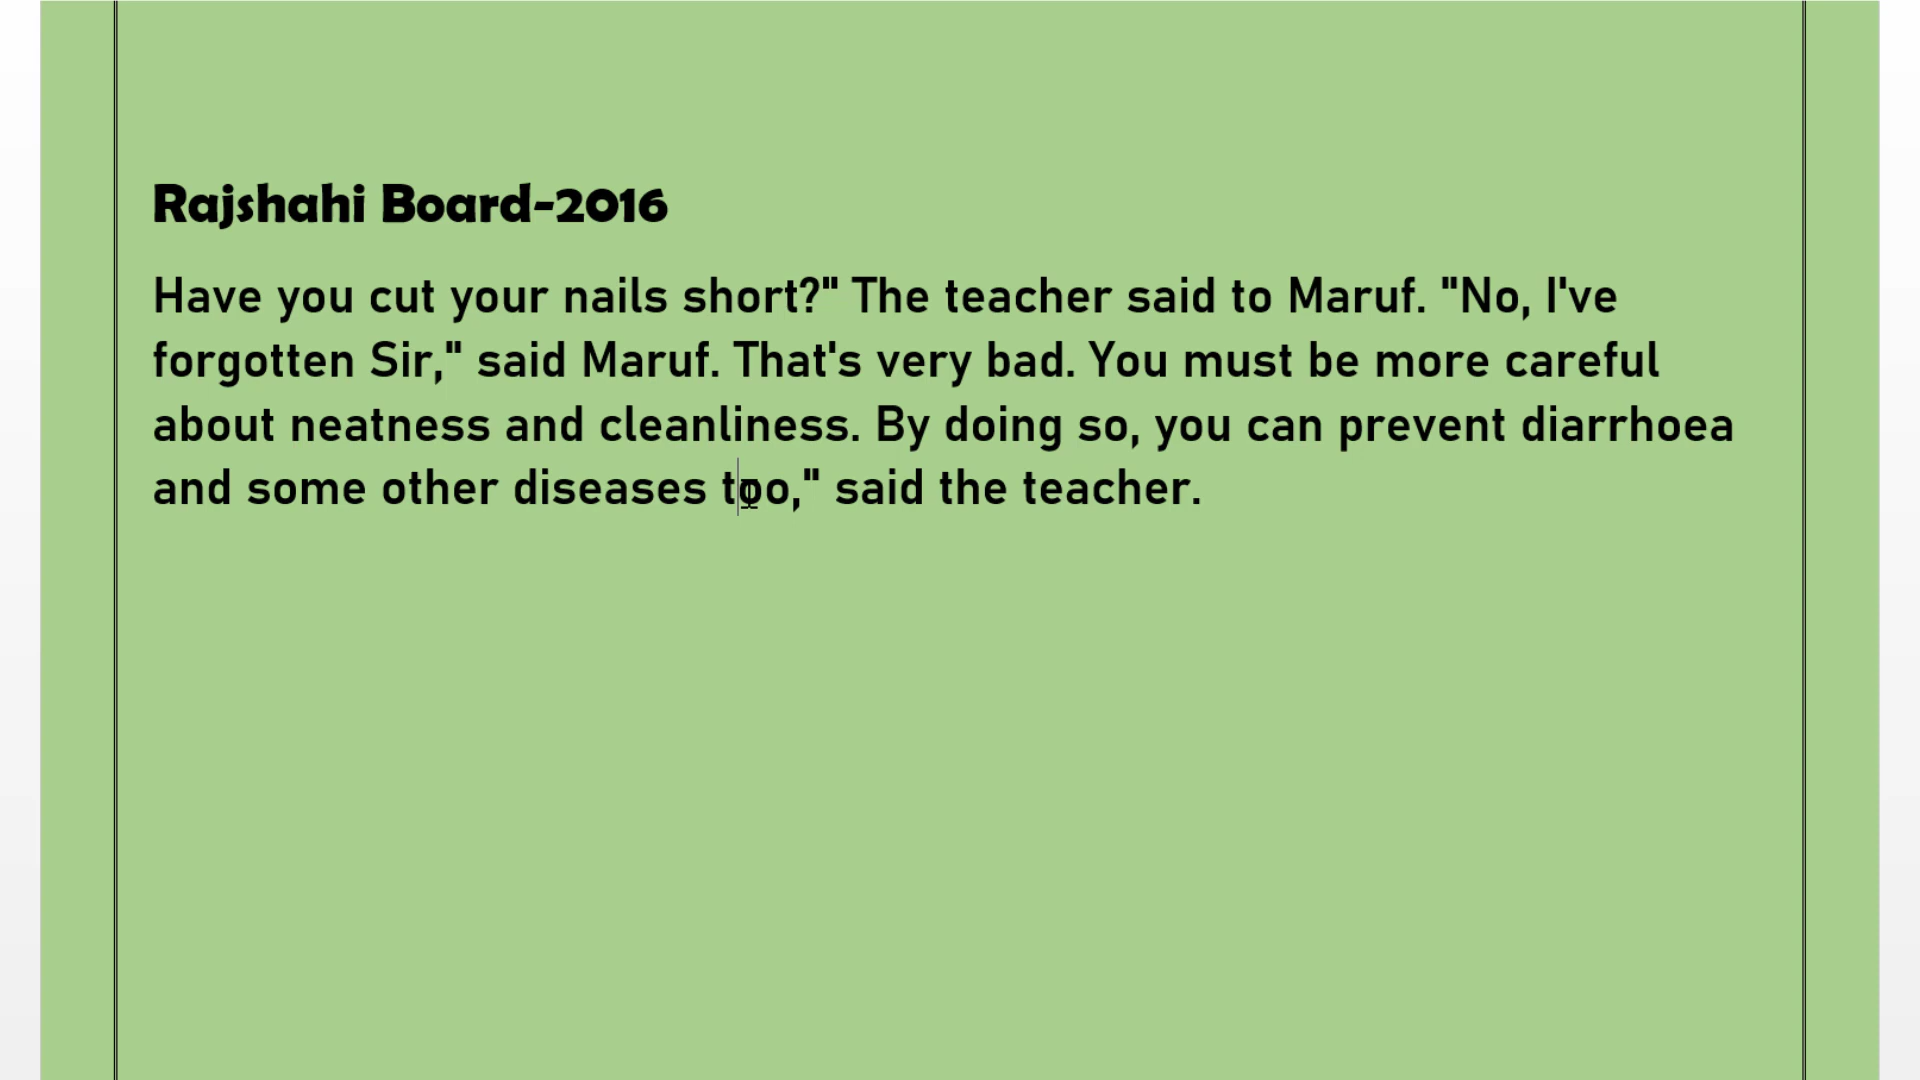 Rajshahi Board-2016
Have you cut your nails short?" The teacher said to Maruf. "No, I've
forgotten Sir," said Maruf. That's very bad. You must be more careful
about neatness and cleanliness. By doing so, you can prevent diarrhoea
and some other diseases too," said the teacher.